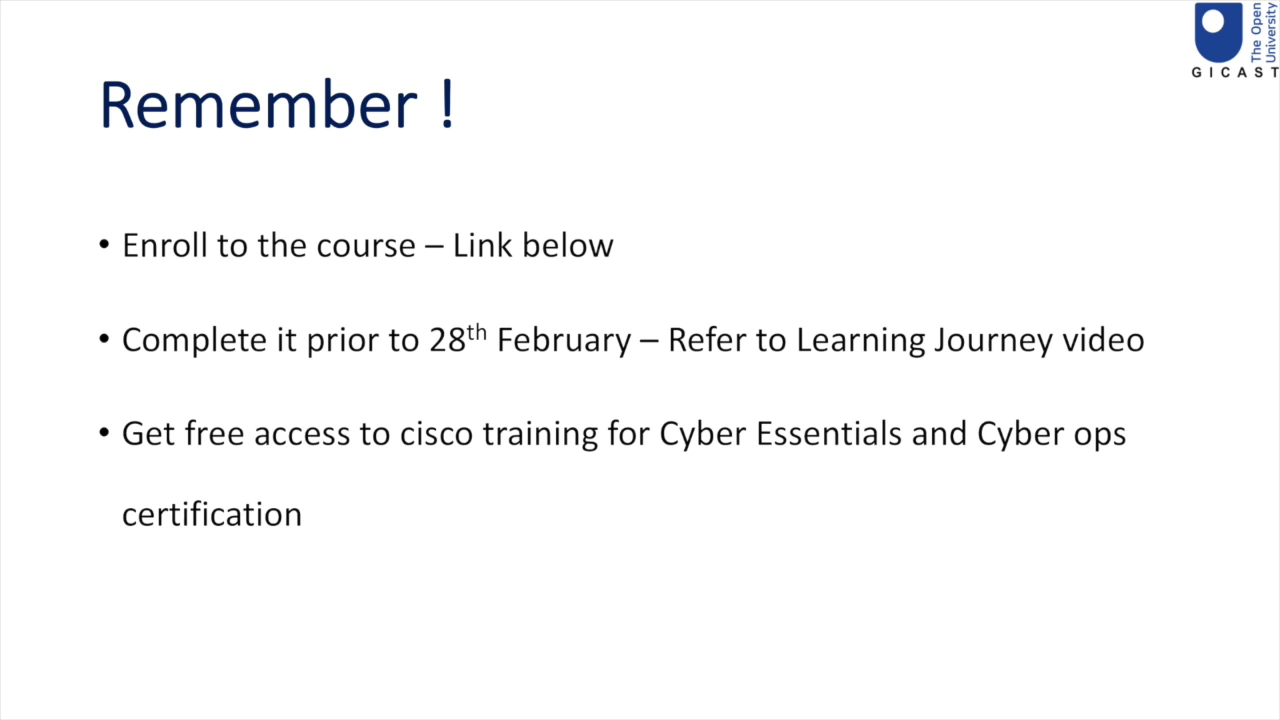 The Open
University
GICAST
Remember !
• Enroll to the course – Link below
• Complete it prior to 28th February – Refer to Learning Journey video
• Get free access to cisco training for Cyber Essentials and Cyber ops
certification